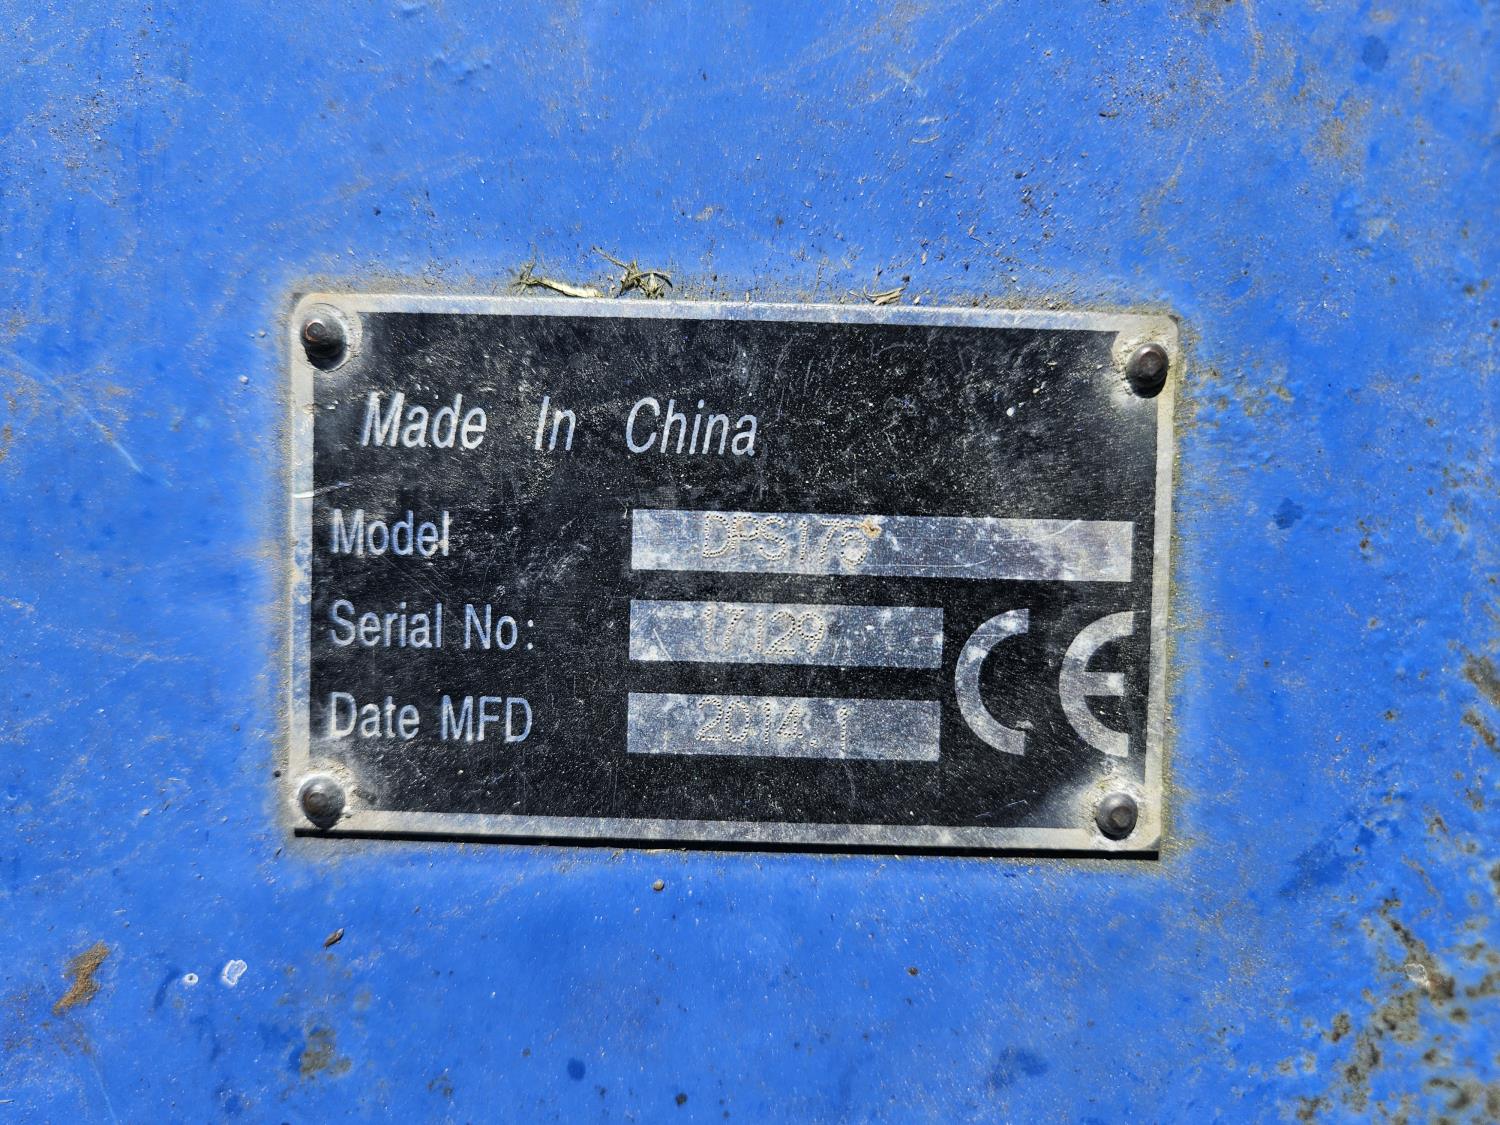 Made In China
Model DPS175
Serial No: 17129
Date MFD 2014.1
CE